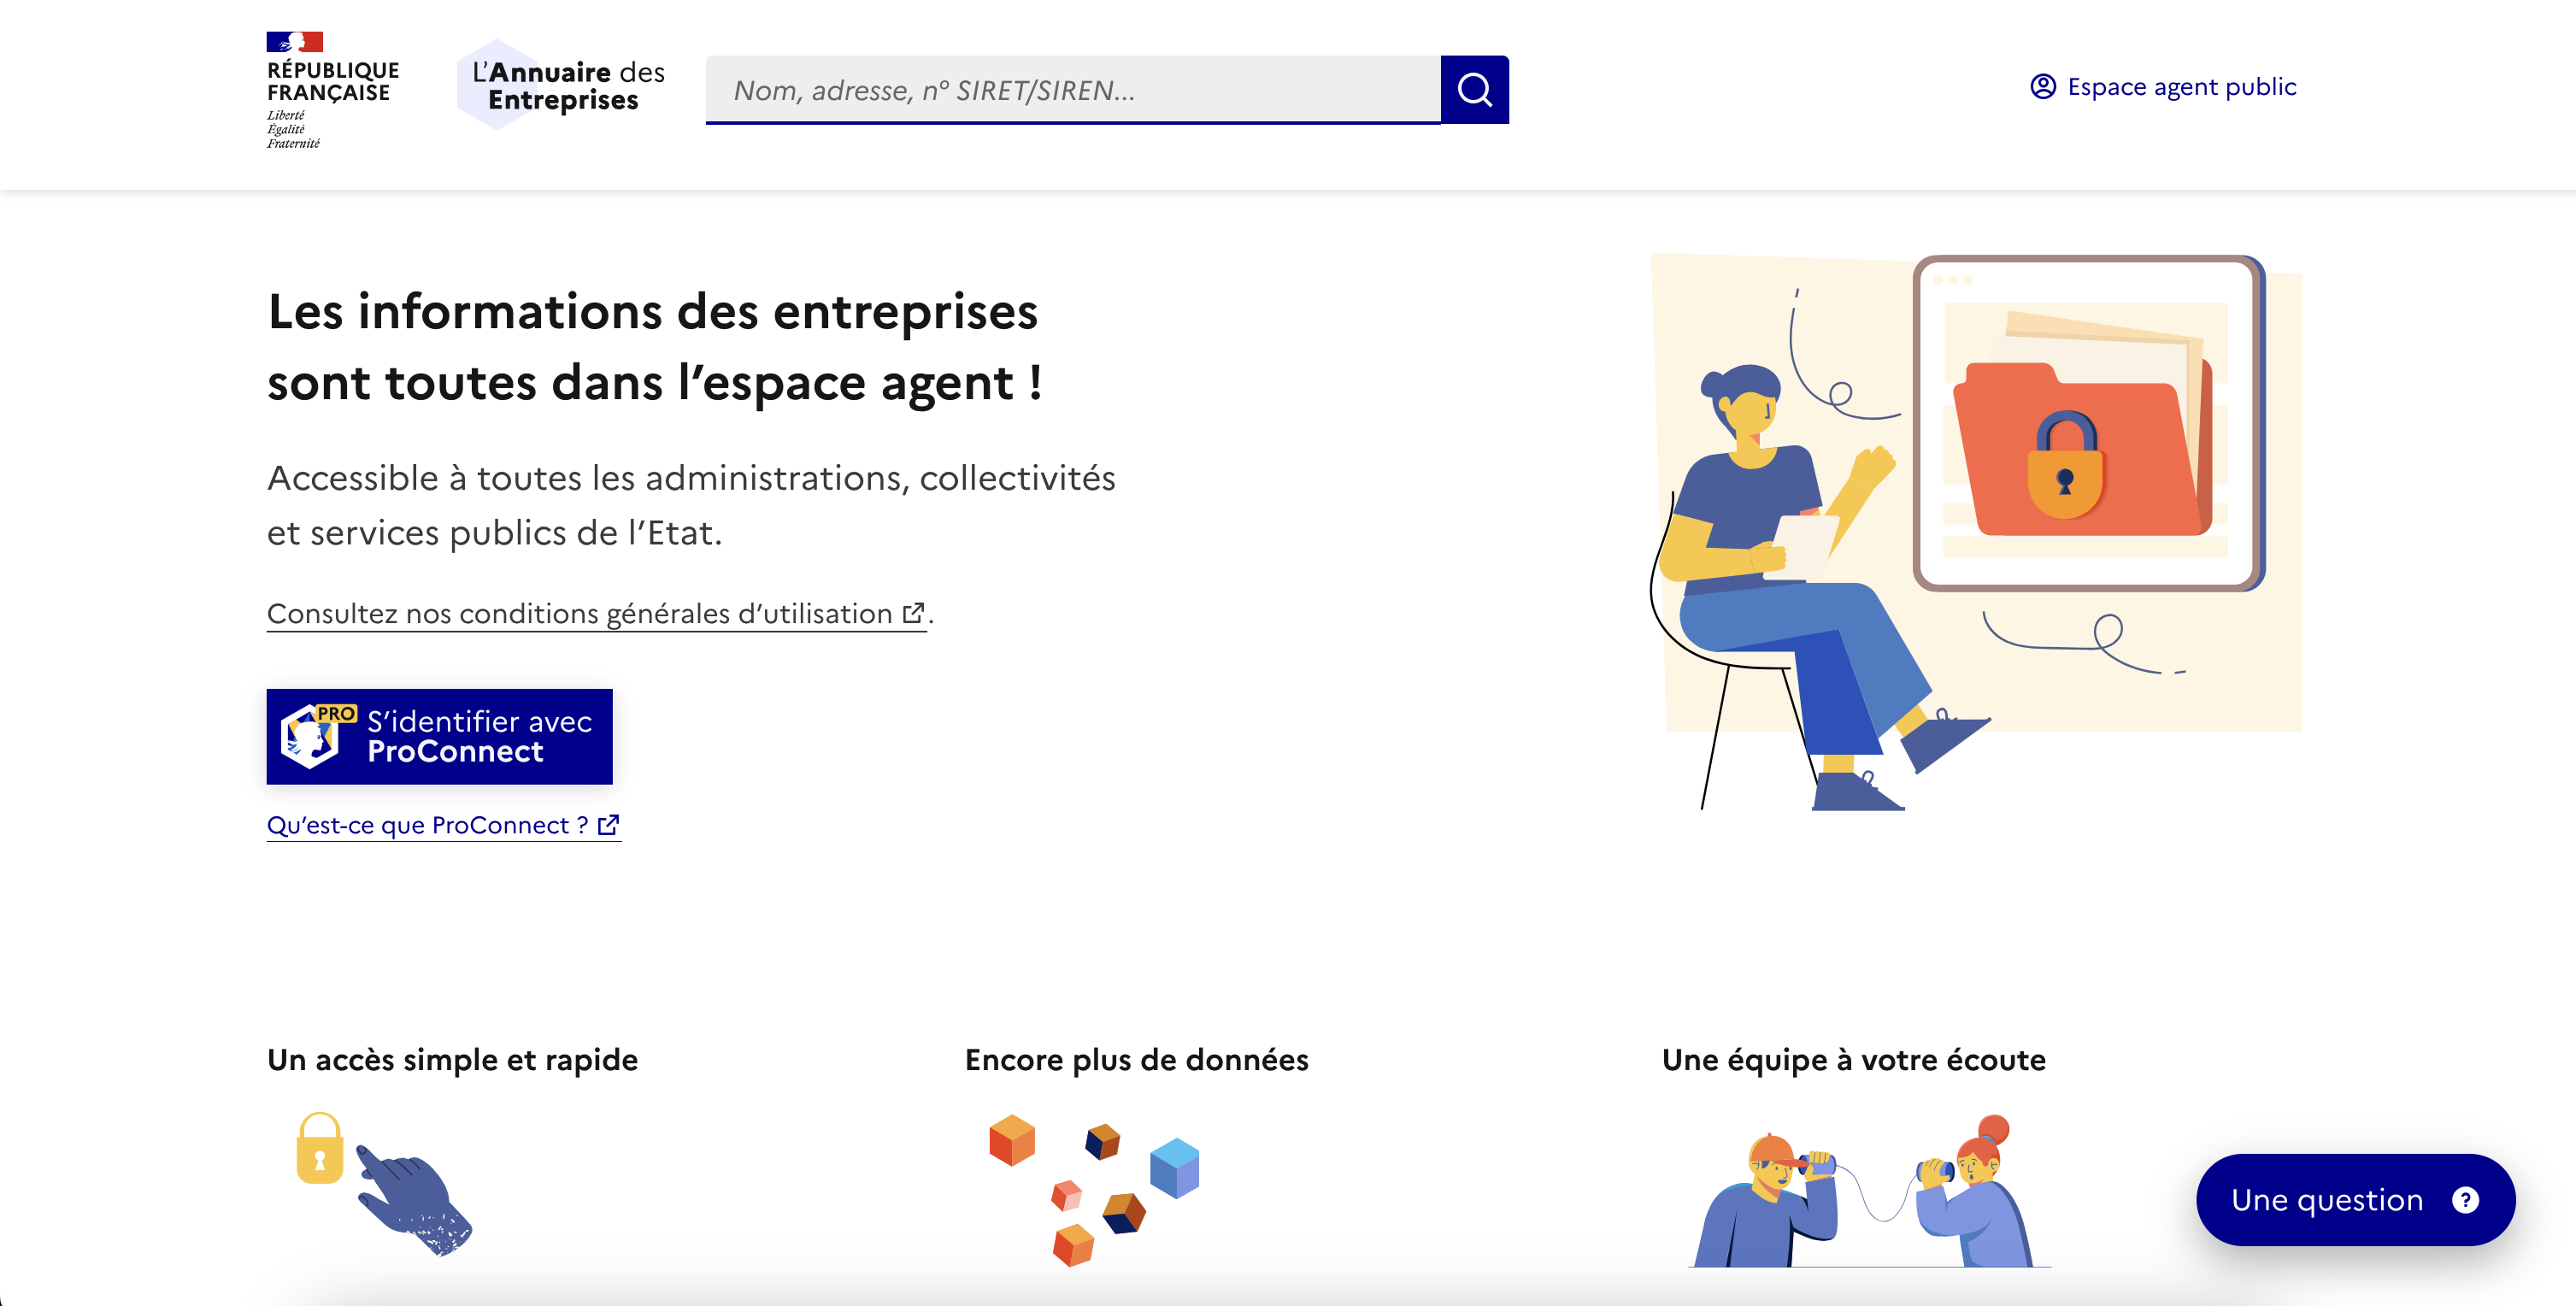 RÉPUBLIQUE
FRANÇAISE
Liberté
Égalité
Fraternité
L’Annuaire des
Entreprises
Nom, adresse, n° SIRET/SIREN...
Espace agent public
Les informations des entreprises
sont toutes dans l’espace agent !
Accessible à toutes les administrations, collectivités
et services publics de l’Etat.
Consultez nos conditions générales d’utilisation.
PRO
S’identifier avec
ProConnect
Qu’est-ce que ProConnect ?
Un accès simple et rapide
Encore plus de données
Une équipe à votre écoute
Une question ?